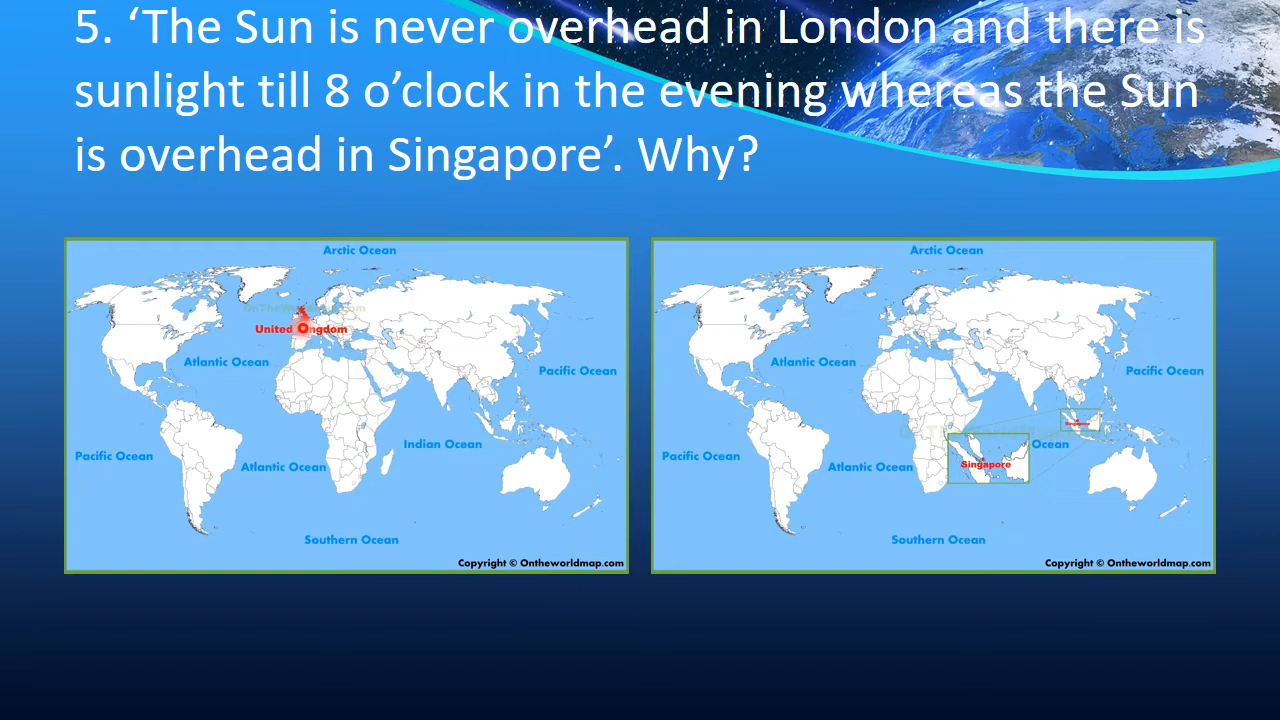 5. ‘The Sun is never overhead in London and there is
sunlight till 8 o’clock in the evening whereas the Sun
is overhead in Singapore’. Why?
Arctic Ocean
United Kingdom
Atlantic Ocean
Pacific Ocean
Indian Ocean
Pacific Ocean
Atlantic Ocean
Southern Ocean
Copyright © Ontheworldmap.com
Arctic Ocean
Atlantic Ocean
Pacific Ocean
Singapore
Ocean
Pacific Ocean
Singapore
Atlantic Ocean
Southern Ocean
Copyright © Ontheworldmap.com